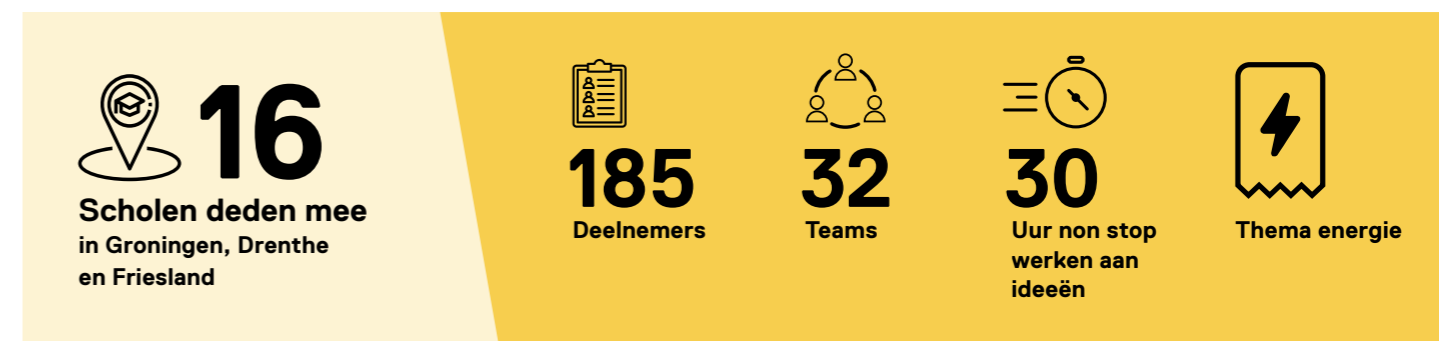 16
Scholen deden mee
in Groningen, Drenthe
en Friesland
185
Deelnemers
32
Teams
30
Uur non stop
werken aan
ideeën
Thema energie